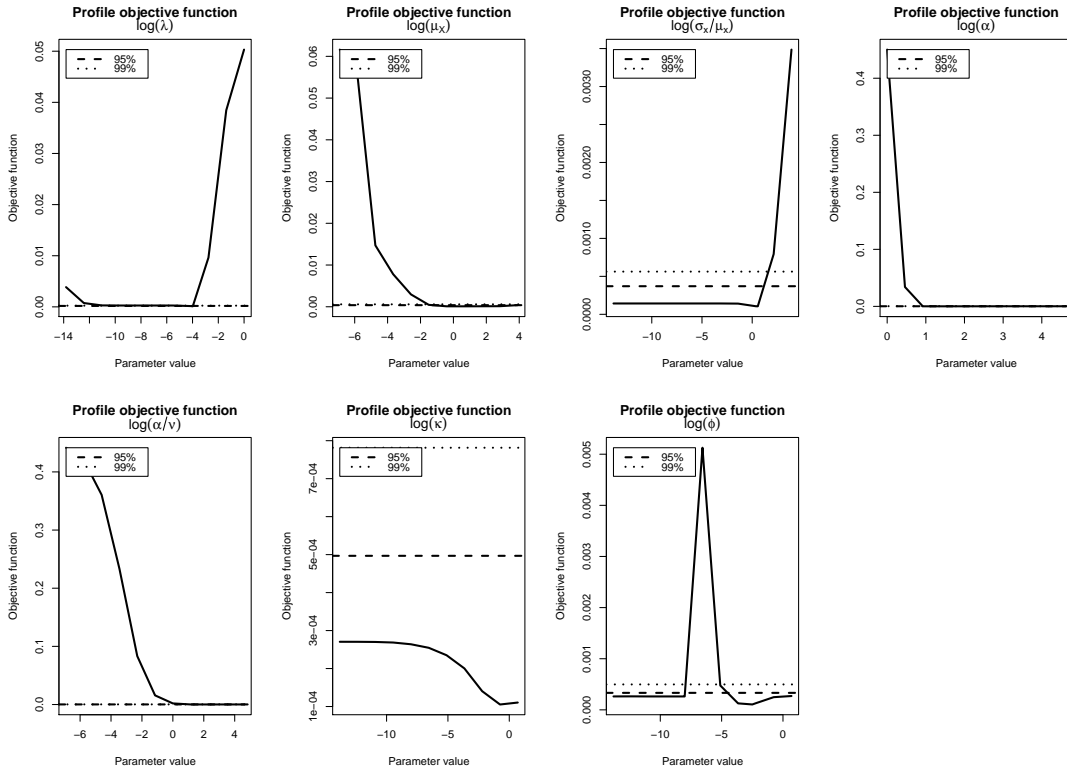 Profile objective function
log(λ)
95%
99%
0.00 0.01 0.02 0.03 0.04 0.05
Objective function
−14 −10 −8 −6 −4 −2 0
Parameter value
Profile objective function
log(μX)
95%
99%
0.00 0.01 0.02 0.03 0.04 0.05 0.06
Objective function
−6 −4 −2 0 2 4
Parameter value
Profile objective function
log(σx/μx)
95%
99%
0.0000 0.0010 0.0020 0.0030
Objective function
−10 −5 0
Parameter value
Profile objective function
log(α)
95%
99%
0.0 0.1 0.2 0.3 0.4
Objective function
0 1 2 3 4
Parameter value
Profile objective function
log(α/ν)
95%
99%
0.0 0.1 0.2 0.3 0.4
Objective function
−6 −4 −2 0 2 4
Parameter value
Profile objective function
log(κ)
95%
99%
1e−04 3e−04 5e−04 7e−04
Objective function
−10 −5 0
Parameter value
Profile objective function
log(ϕ)
95%
99%
0.000 0.001 0.002 0.003 0.004 0.005
Objective function
−10 −5 0
Parameter value